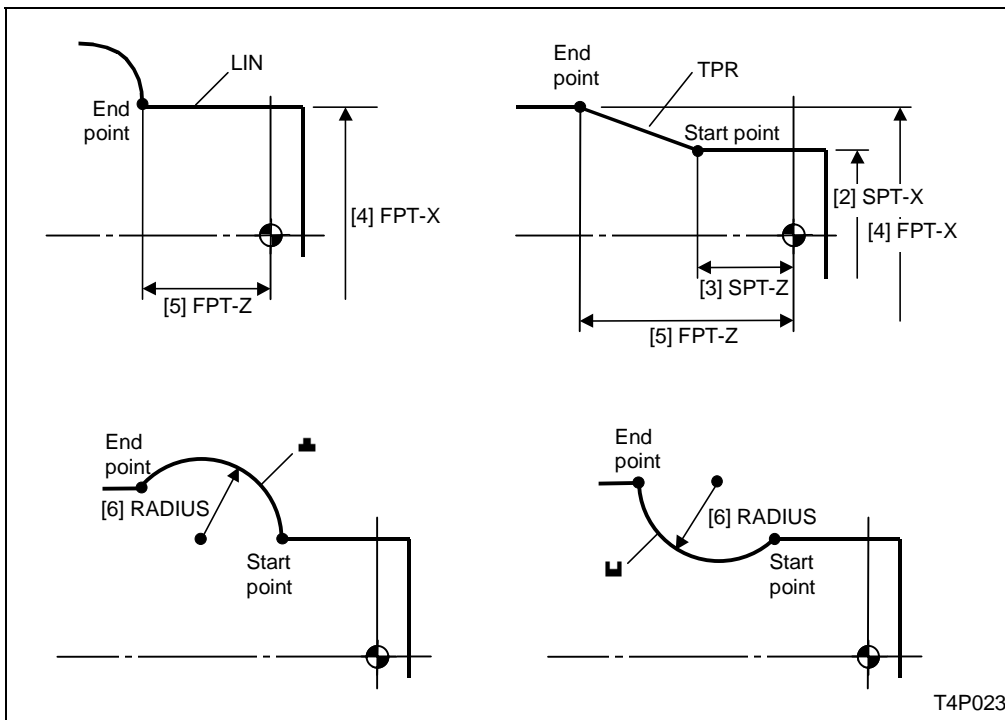 LIN
End
point
[4] FPT-X
[5] FPT-Z
End
point
TPR
Start point
[2] SPT-X
[4] FPT-X
[3] SPT-Z
[5] FPT-Z
End
point
[6] RADIUS
Start
point
End
point
[6] RADIUS
Start
point
T4P023